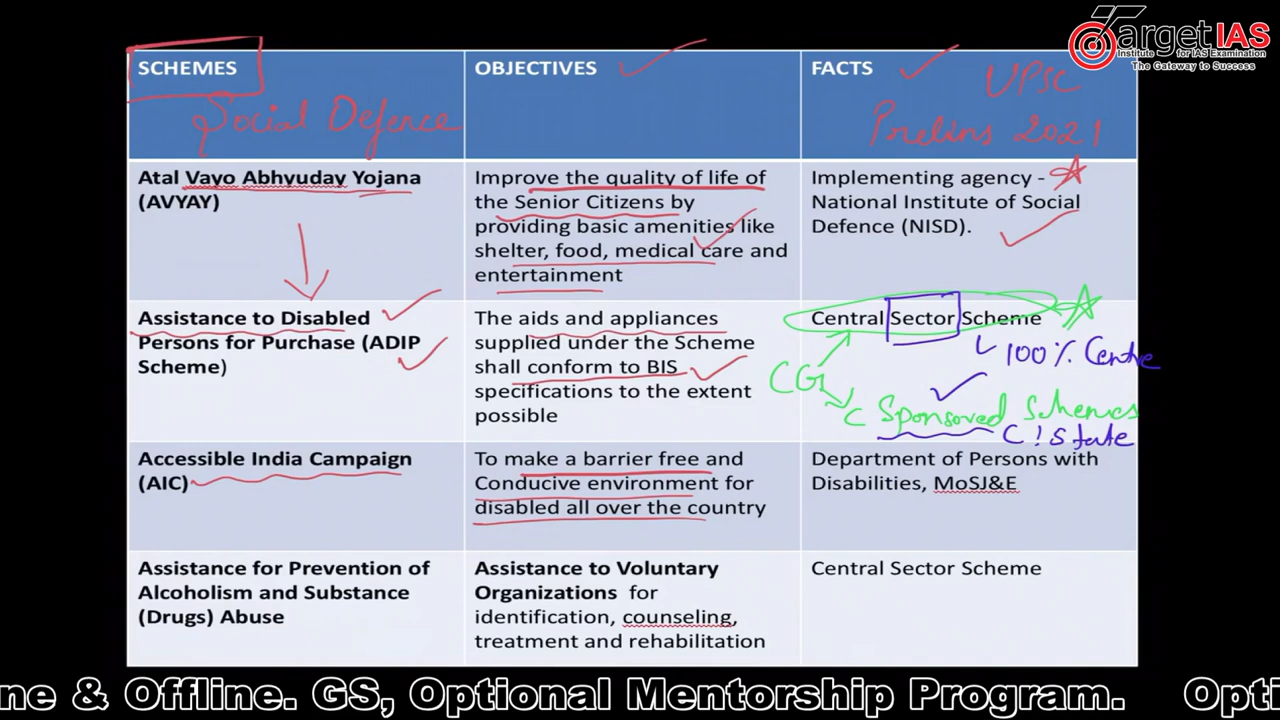 Target IAS
Institute for IAS Examination
The Gateway to Success
SCHEMES
Social Defence
OBJECTIVES
FACTS
UPSC
Prelims 2021
Atal Vayo Abhyuday Yojana
(AVYAY)
Improve the quality of life of
the Senior Citizens by
providing basic amenities like
shelter, food, medical care and
entertainment
Implementing agency -
National Institute of Social
Defence (NISD).
Assistance to Disabled
Persons for Purchase (ADIP
Scheme)
The aids and appliances
supplied under the Scheme
shall conform to BIS
specifications to the extent
possible
Central Sector Scheme
100% Centre
CG
C Sponsored Schemes
C : State
Accessible India Campaign
(AIC)
To make a barrier free and
Conducive environment for
disabled all over the country
Department of Persons with
Disabilities, MoSJ&E
Assistance for Prevention of
Alcoholism and Substance
(Drugs) Abuse
Assistance to Voluntary
Organizations for
identification, counseling,
treatment and rehabilitation
Central Sector Scheme
ne & Offline. GS, Optional Mentorship Program. Opti